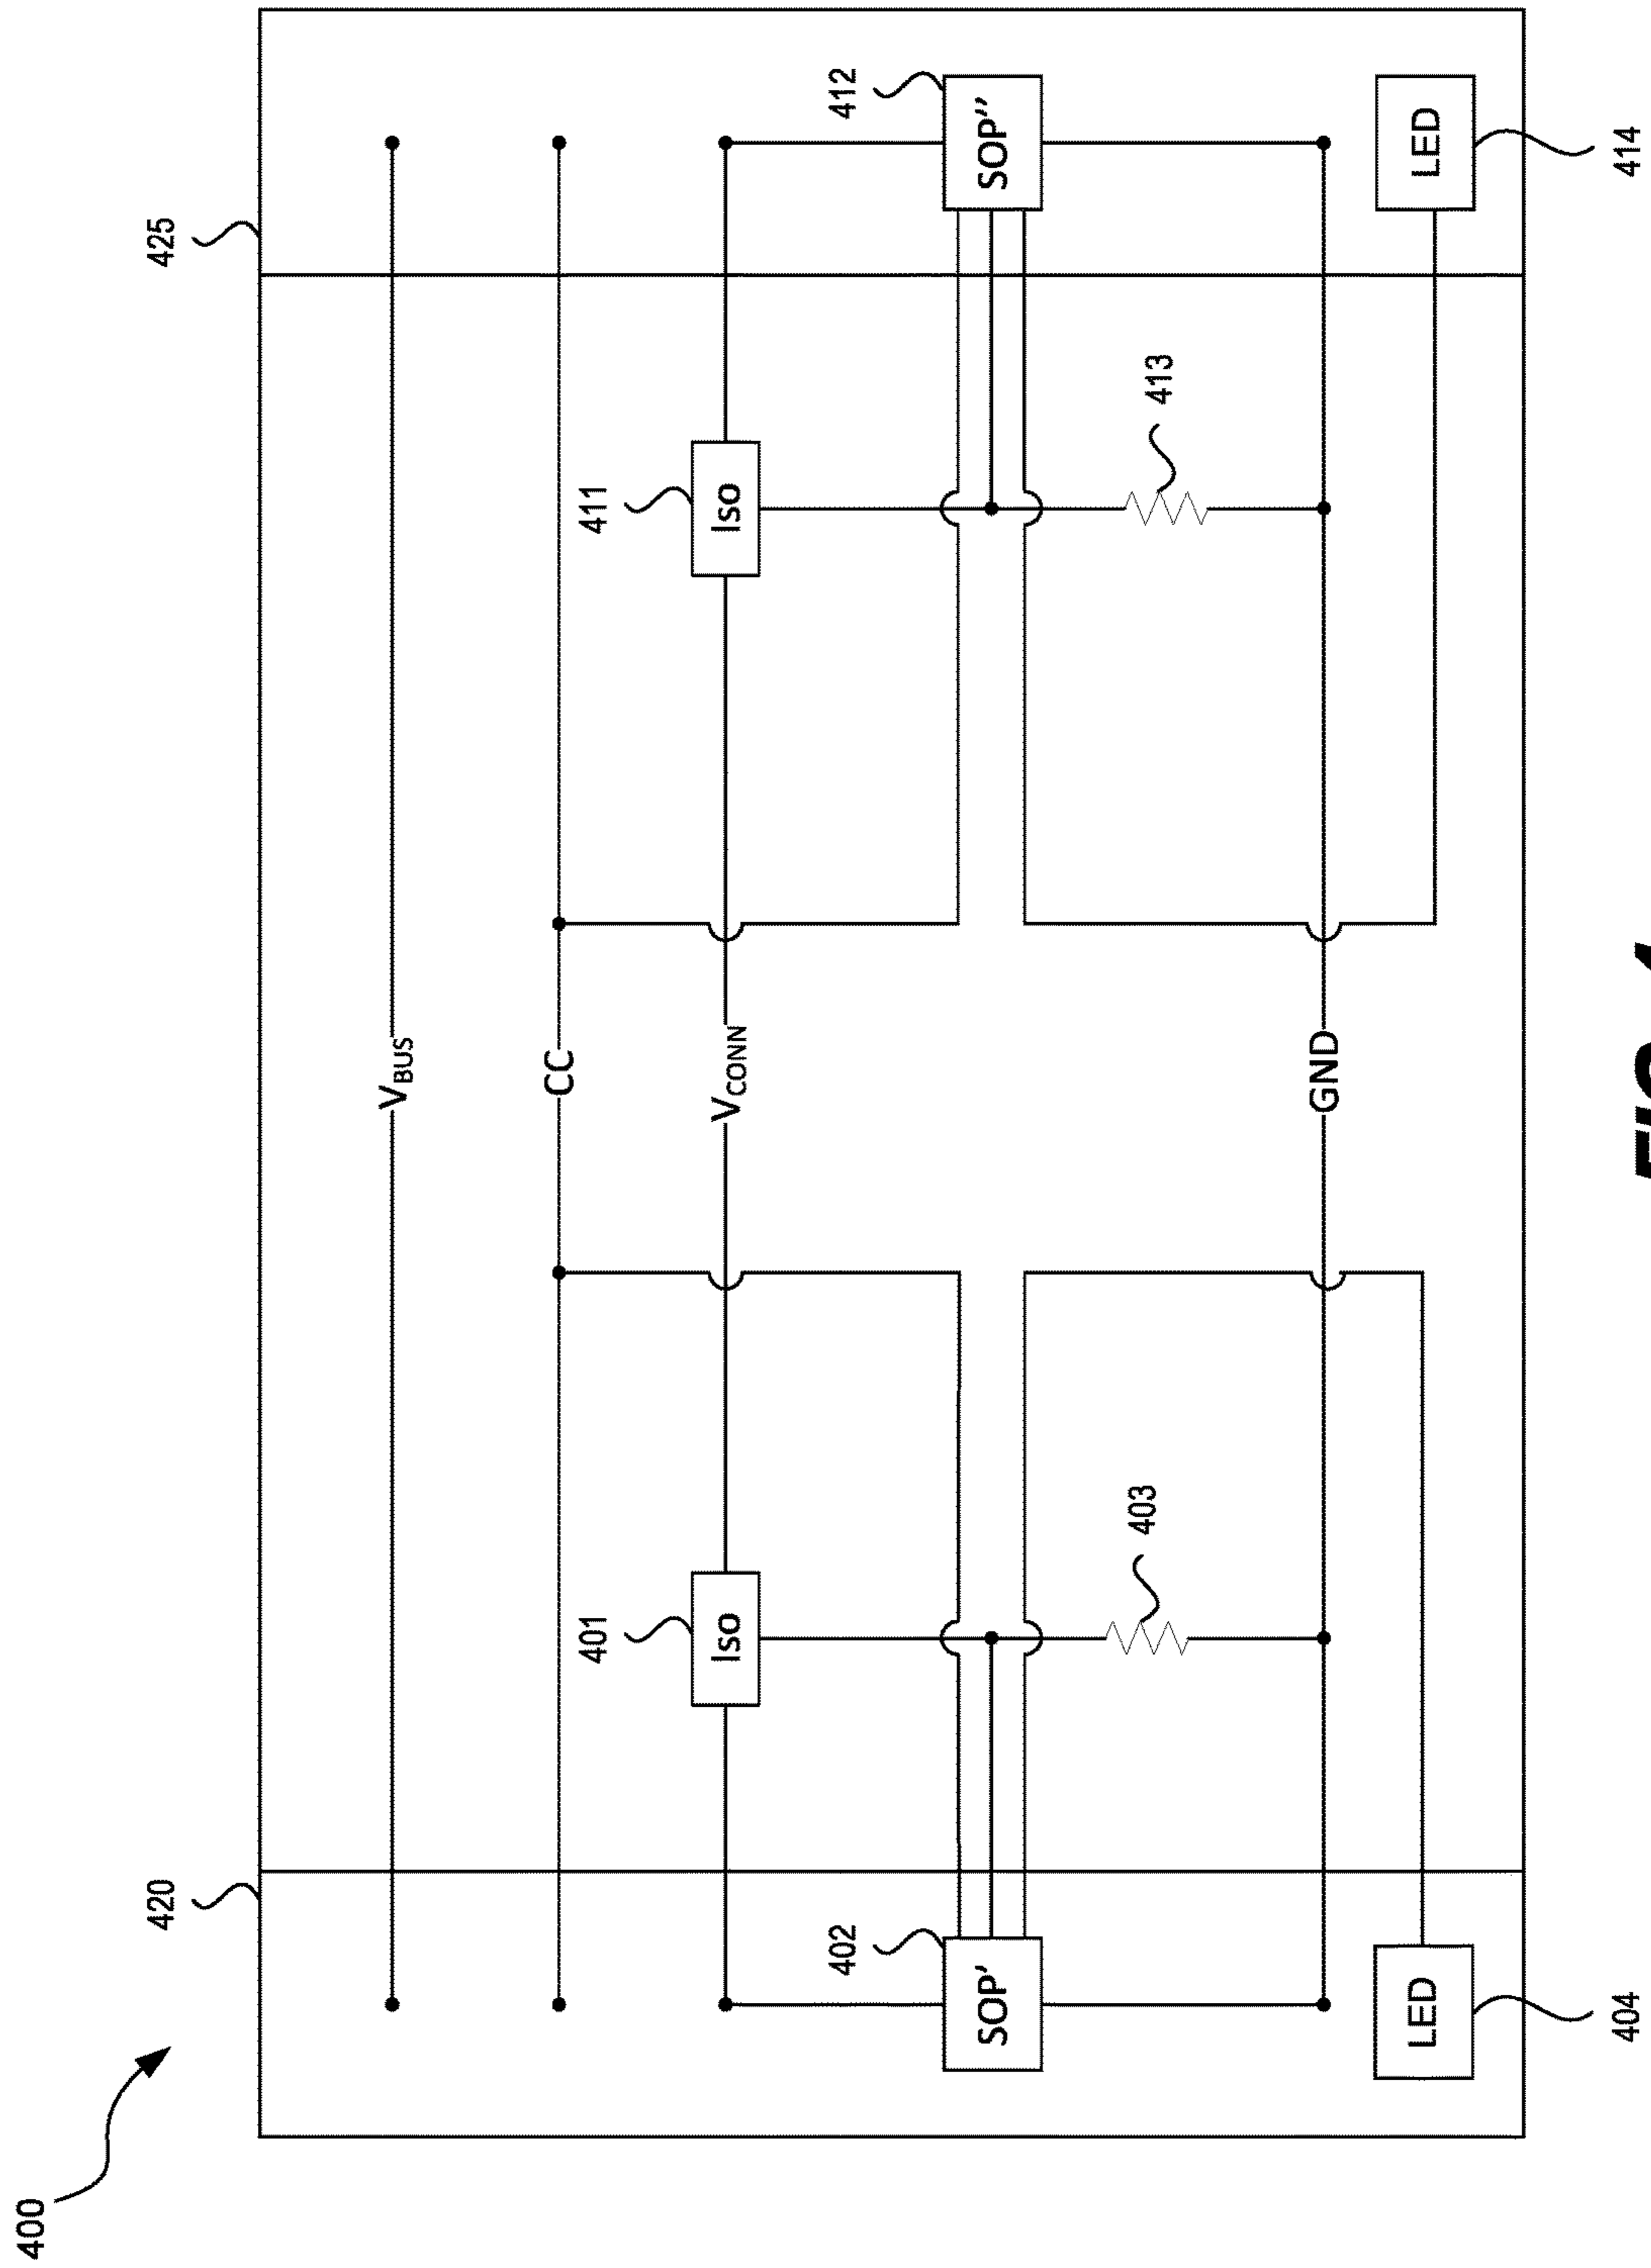 400
420
425
VBUS
CC
401
411
Iso
VCONN
Iso
402
412
SOP'
SOP''
403
413
GND
LED
LED
404
414